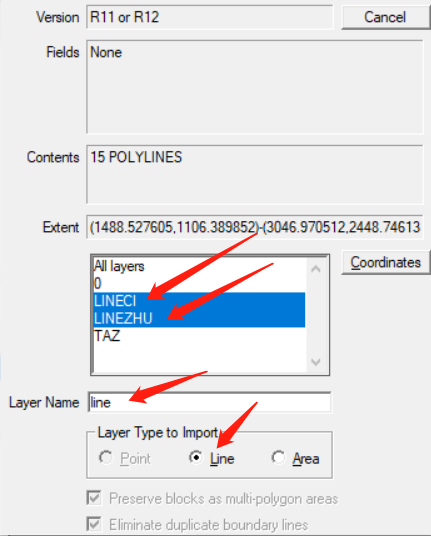 Version R11 or R12 Cancel
Fields None
Contents 15 POLYLINES
Extent (1488.527605,1106.389852)-(3046.970512,2448.74613
All layers Coordinates
0
LINECI
LINEZHU
TAZ
Layer Name line
Layer Type to Import
Point Line Area
Preserve blocks as multi-polygon areas
Eliminate duplicate boundary lines